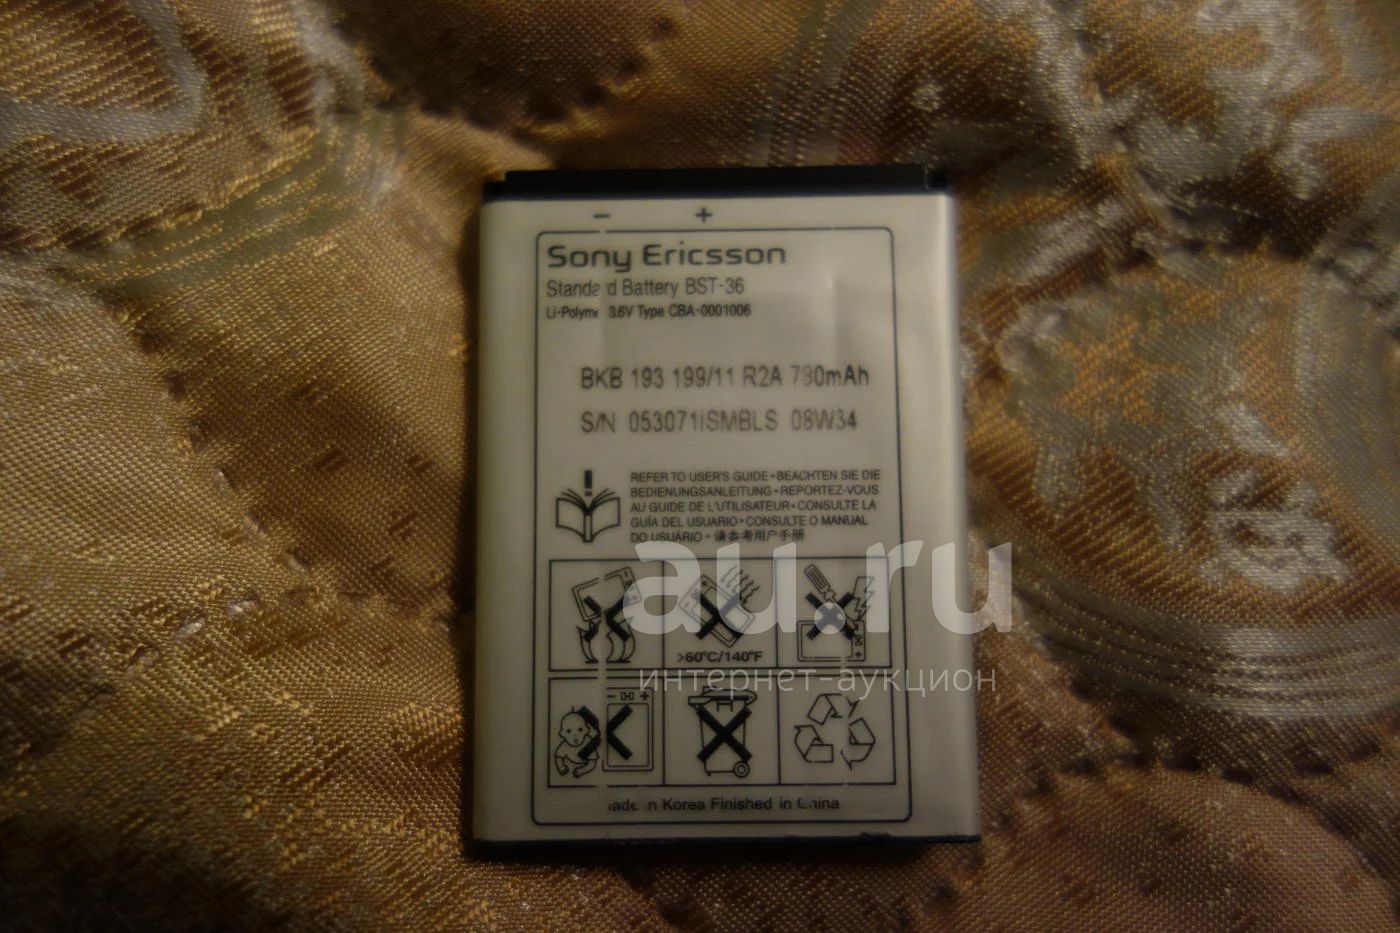 − +
Sony Ericsson
Standard Battery BST-36
Li-Polyme 3.6V Type CBA-0001006
BKB 193 199/11 R2A 780mAh
S/N 053071ISMBLS 08W34
REFER TO USER'S GUIDE • BEACHTEN SIE DIE
BEDIENUNGSANLEITUNG • REPORTEZ-VOUS
AU GUIDE DE L'UTILISATEUR • CONSULTE LA
GUÍA DEL USUARIO • CONSULTE O MANUAL
DO USUÁRIO • 请参考用户手册
au.ru
>60°C/140°F
интернет-аукцион
− +
ade n Korea Finished in China